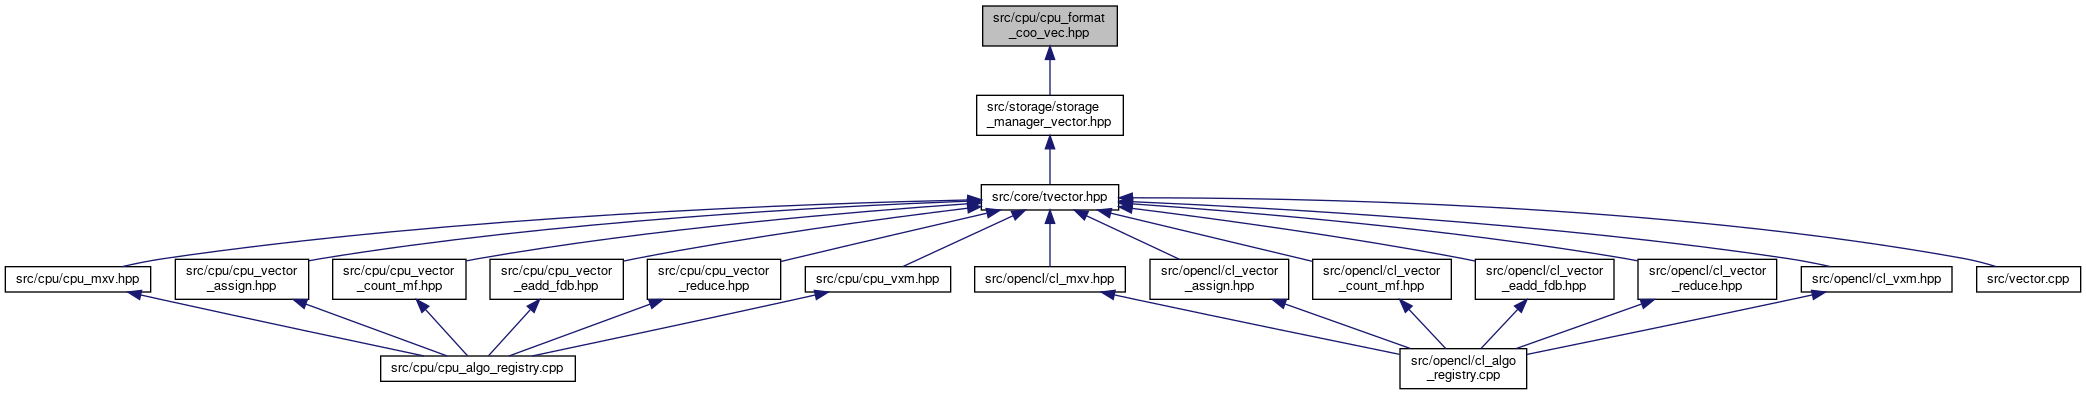 src/cpu/cpu_format
_coo_vec.hpp
src/storage/storage
_manager_vector.hpp
src/core/tvector.hpp
src/cpu/cpu_mxv.hpp
src/cpu/cpu_vector
_assign.hpp
src/cpu/cpu_vector
_count_mf.hpp
src/cpu/cpu_vector
_eadd_fdb.hpp
src/cpu/cpu_vector
_reduce.hpp
src/cpu/cpu_vxm.hpp
src/opencl/cl_mxv.hpp
src/opencl/cl_vector
_assign.hpp
src/opencl/cl_vector
_count_mf.hpp
src/opencl/cl_vector
_eadd_fdb.hpp
src/opencl/cl_vector
_reduce.hpp
src/opencl/cl_vxm.hpp
src/vector.cpp
src/cpu/cpu_algo_registry.cpp
src/opencl/cl_algo
_registry.cpp